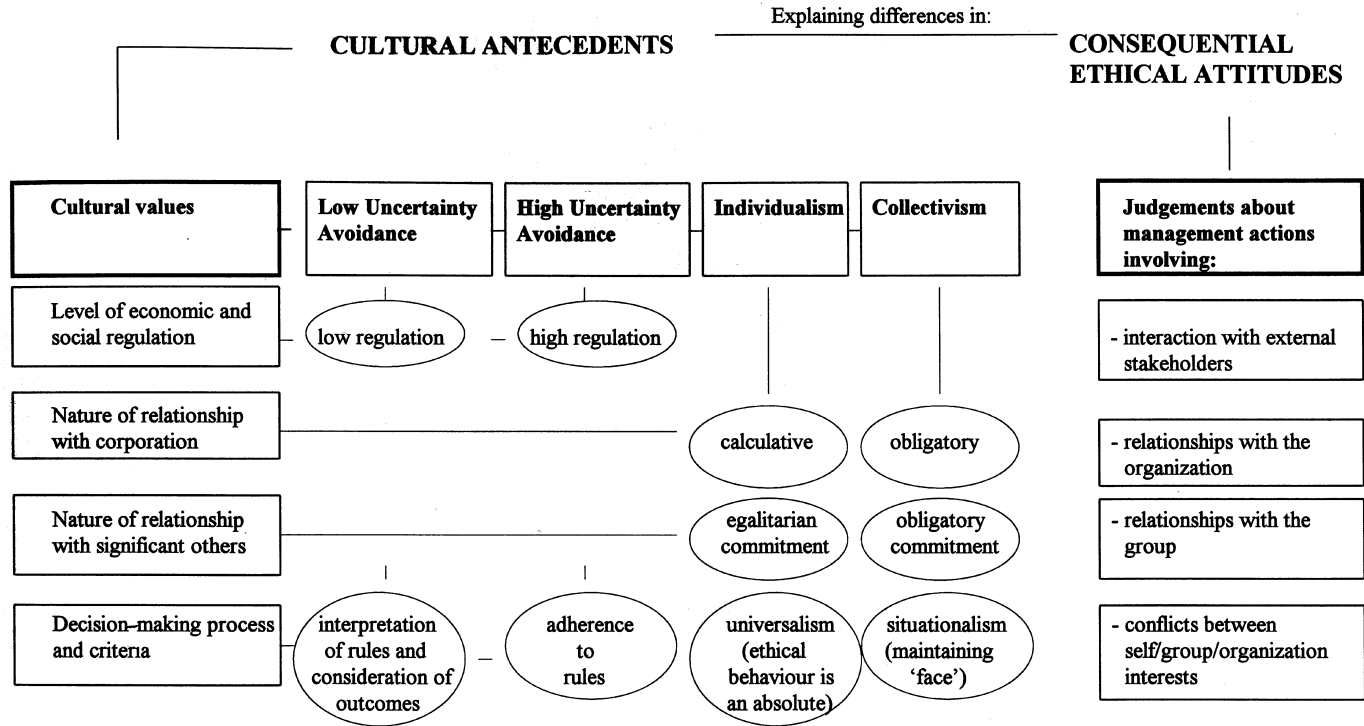 Explaining differences in:
CULTURAL ANTECEDENTS
CONSEQUENTIAL
ETHICAL ATTITUDES
Cultural values
Low Uncertainty
Avoidance
High Uncertainty
Avoidance
Individualism
Collectivism
Judgements about
management actions
involving:
Level of economic and
social regulation
low regulation
high regulation
- interaction with external
stakeholders
Nature of relationship
with corporation
calculative
obligatory
- relationships with the
organization
Nature of relationship
with significant others
egalitarian
commitment
obligatory
commitment
- relationships with the
group
Decision–making process
and criteria
interpretation
of rules and
consideration of
outcomes
adherence
to
rules
universalism
(ethical
behaviour is
an absolute)
situationalism
(maintaining
‘face’)
- conflicts between
self/group/organization
interests